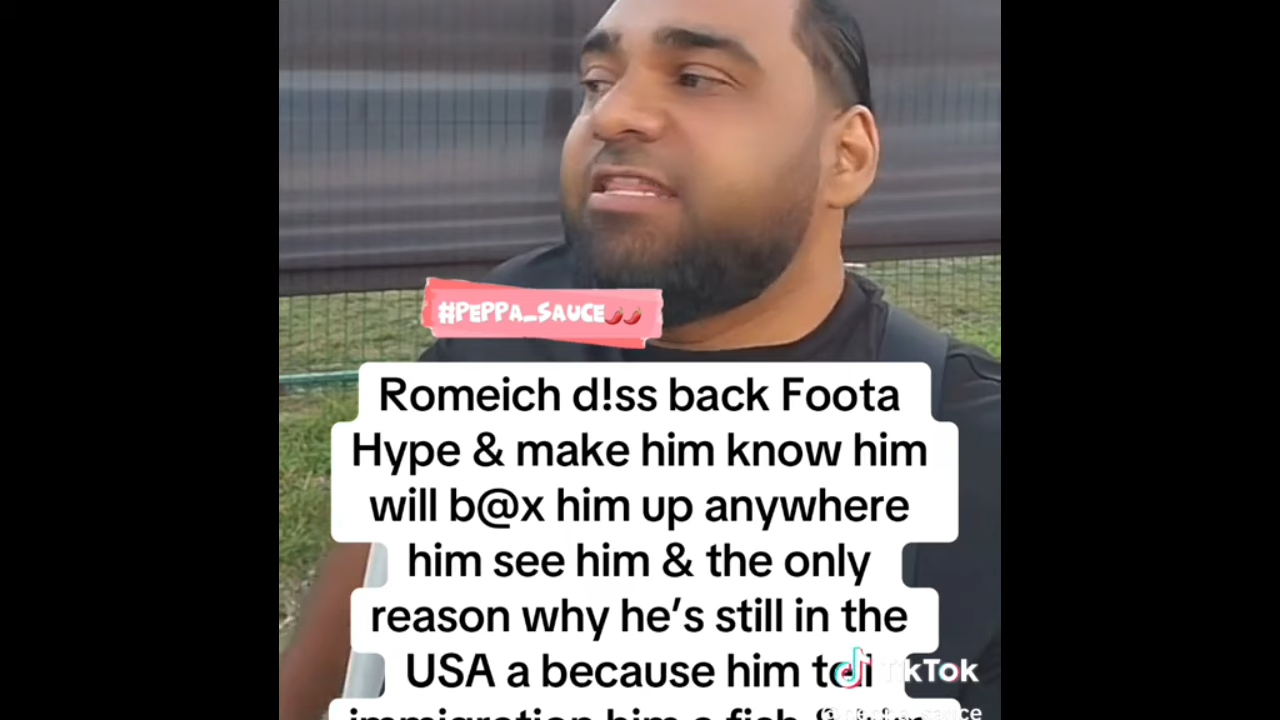 #PEPPA_SAUCE🌶️🌶️
Romeich d!ss back Foota
Hype & make him know him
will b@x him up anywhere
him see him & the only
reason why he’s still in the
USA a because him tell
immigration him a fish &
TikTok